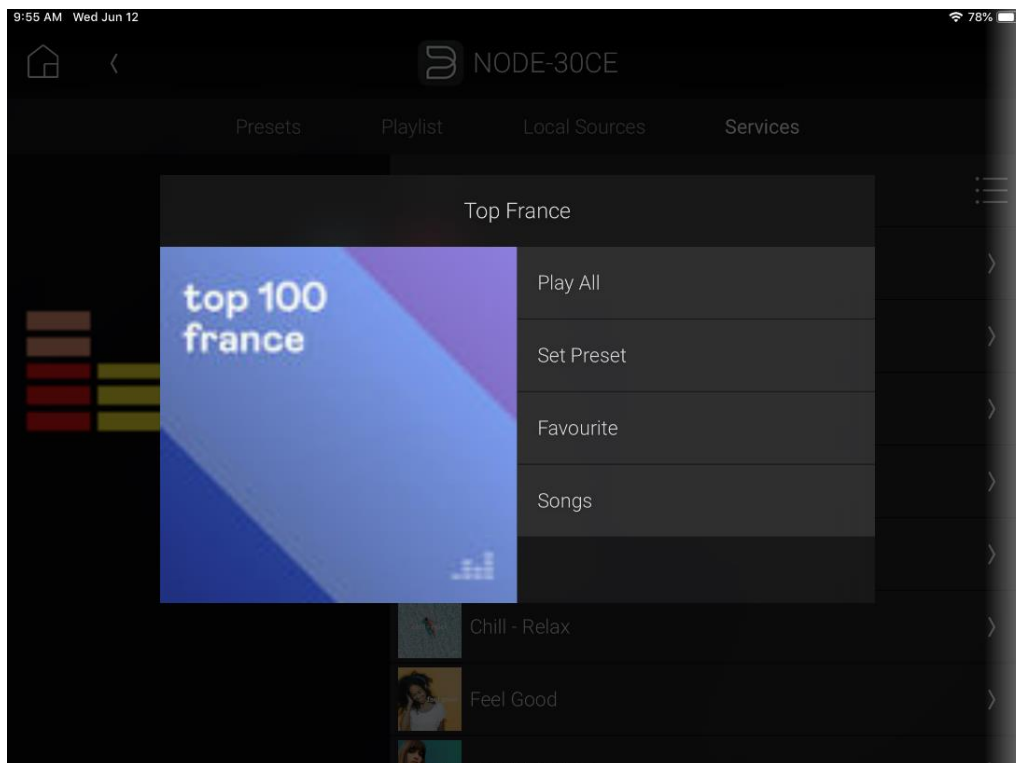 9:55 AM Wed Jun 12
78%
NODE-30CE
Presets Playlist Local Sources Services
Top France
top 100
france
Play All
Set Preset
Favourite
Songs
Chill - Relax
Feel Good